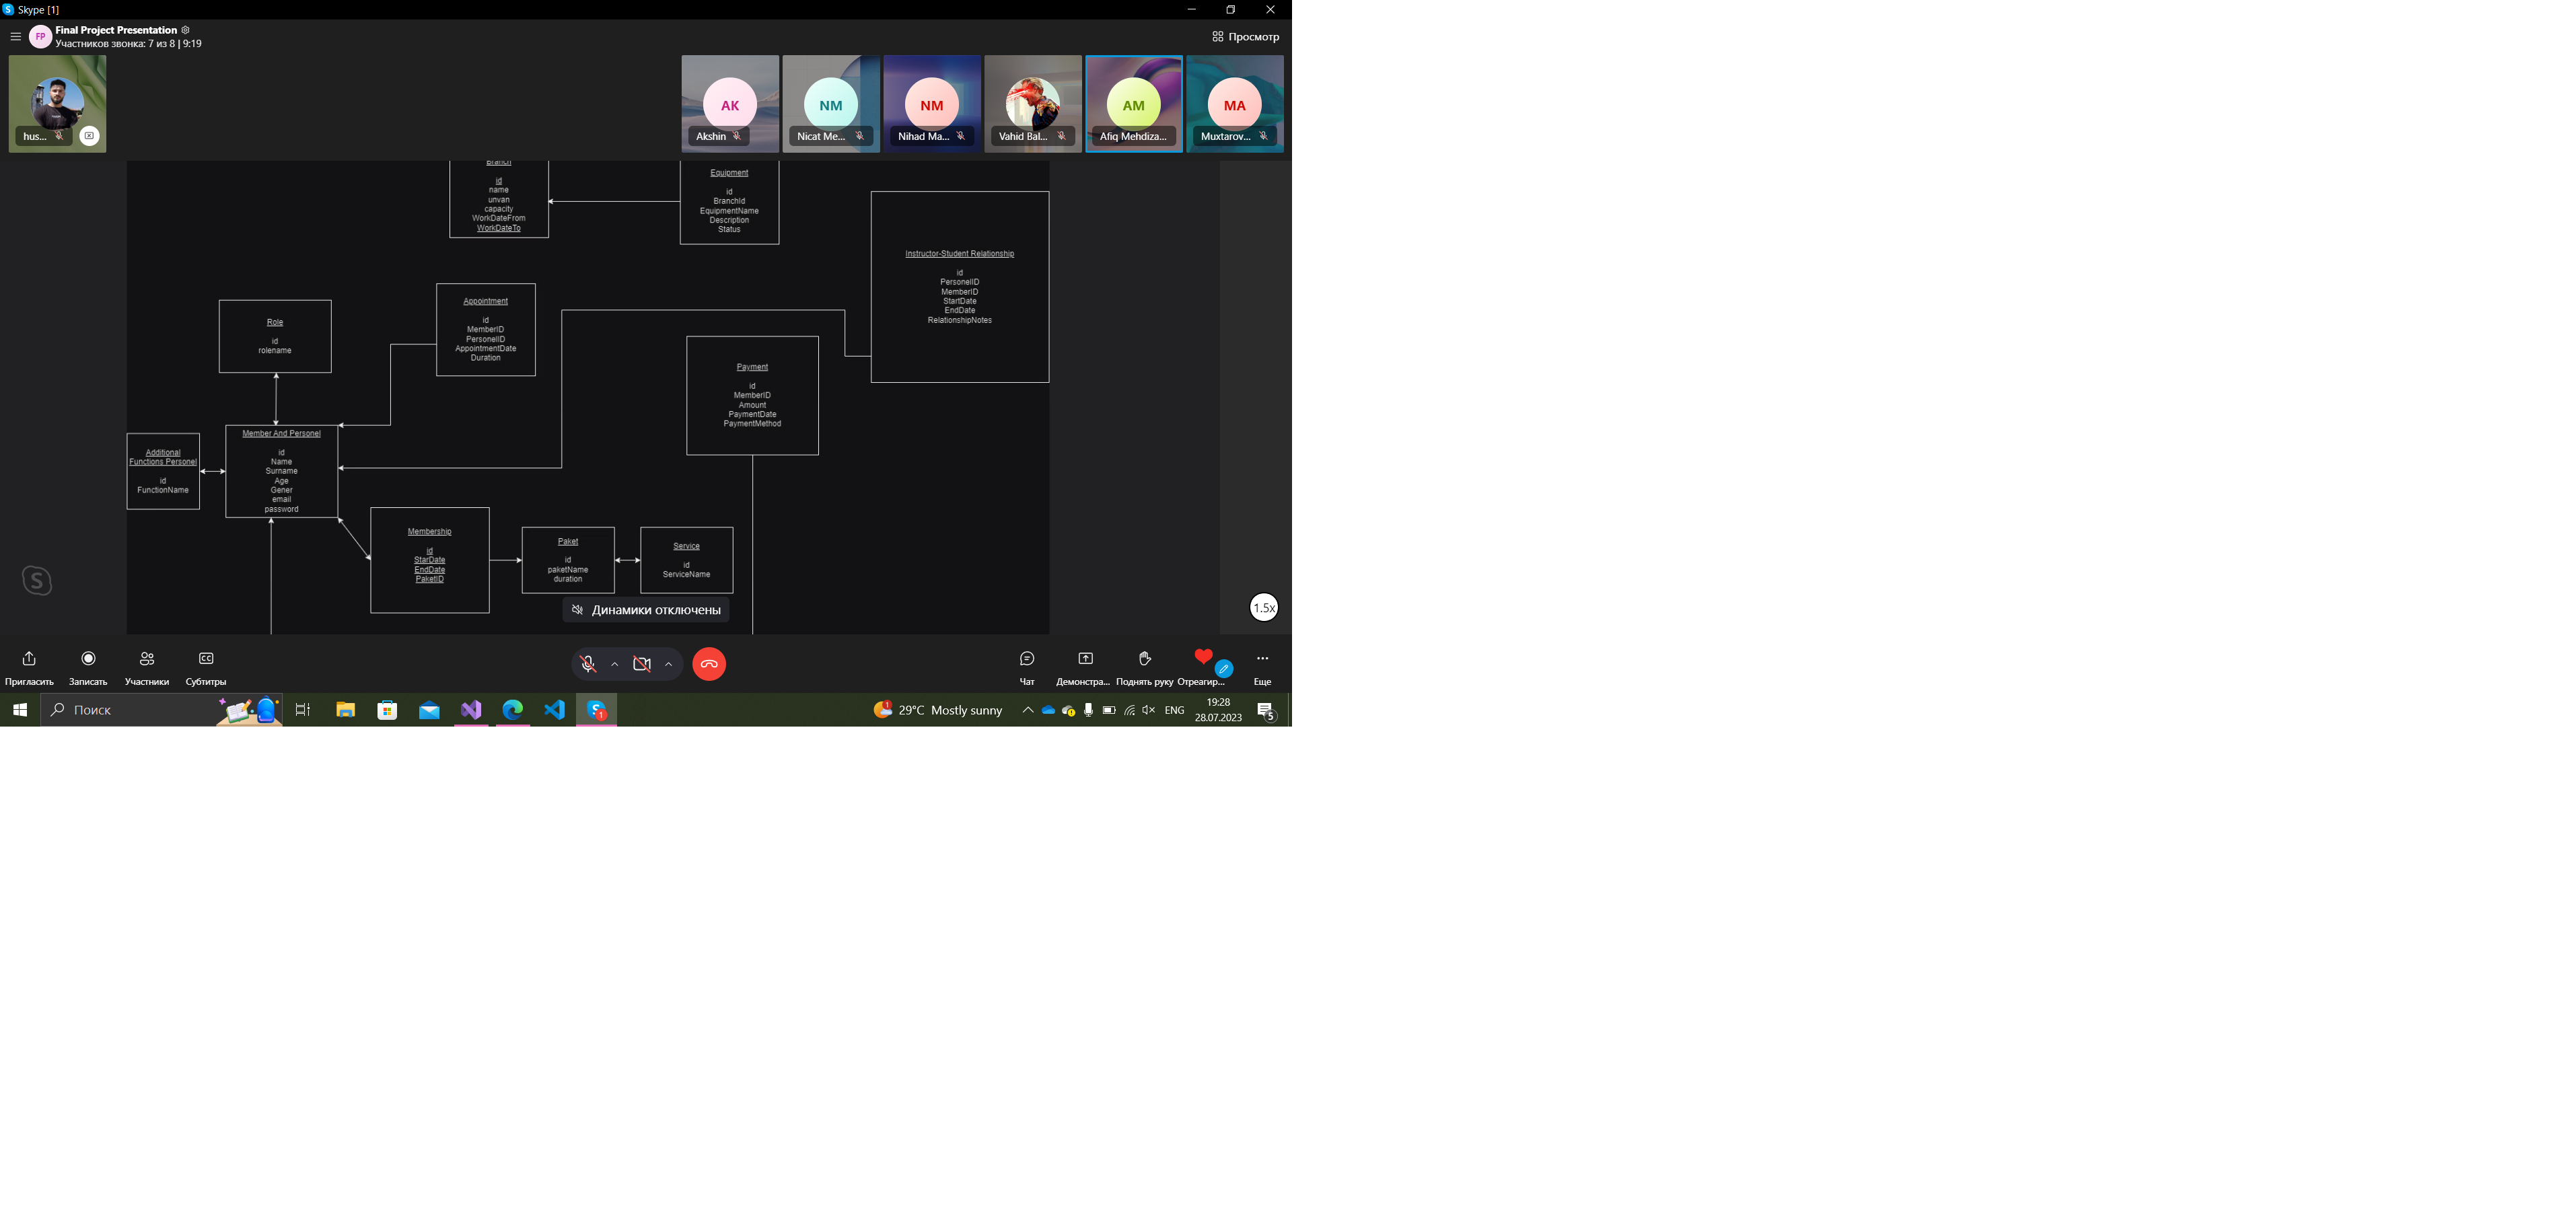 Skype [1]
FP
Final Project Presentation
Участников звонка: 7 из 8 | 9:19
Просмотр
hus...
AK
Akshin
NM
Nicat Me...
NM
Nihad Ma...
Vahid Bal...
AM
Afiq Mehdiza...
MA
Muxtarov...
Branch
id
name
unvan
capacity
WorkDateFrom
WorkDateTo
Equipment
id
BranchId
EquipmentName
Description
Status
Instructor-Student Relationship
id
PersonelID
MemberID
StartDate
EndDate
RelationshipNotes
Appointment
id
MemberID
PersonelID
AppointmentDate
Duration
Role
id
rolename
Payment
id
MemberID
Amount
PaymentDate
PaymentMethod
Additional
Functions Personel
id
FunctionName
Member And Personel
id
Name
Surname
Age
Gener
email
password
Membership
id
StarDate
EndDate
PaketID
Paket
id
paketName
duration
Service
id
ServiceName
Динамики отключены
1.5x
Пригласить
Записать
Участники
Субтитры
Чат
Демонстра...
Поднять руку
Отреагир...
Еще
Поиск
1
1
29°C Mostly sunny
ENG
19:28
28.07.2023
5